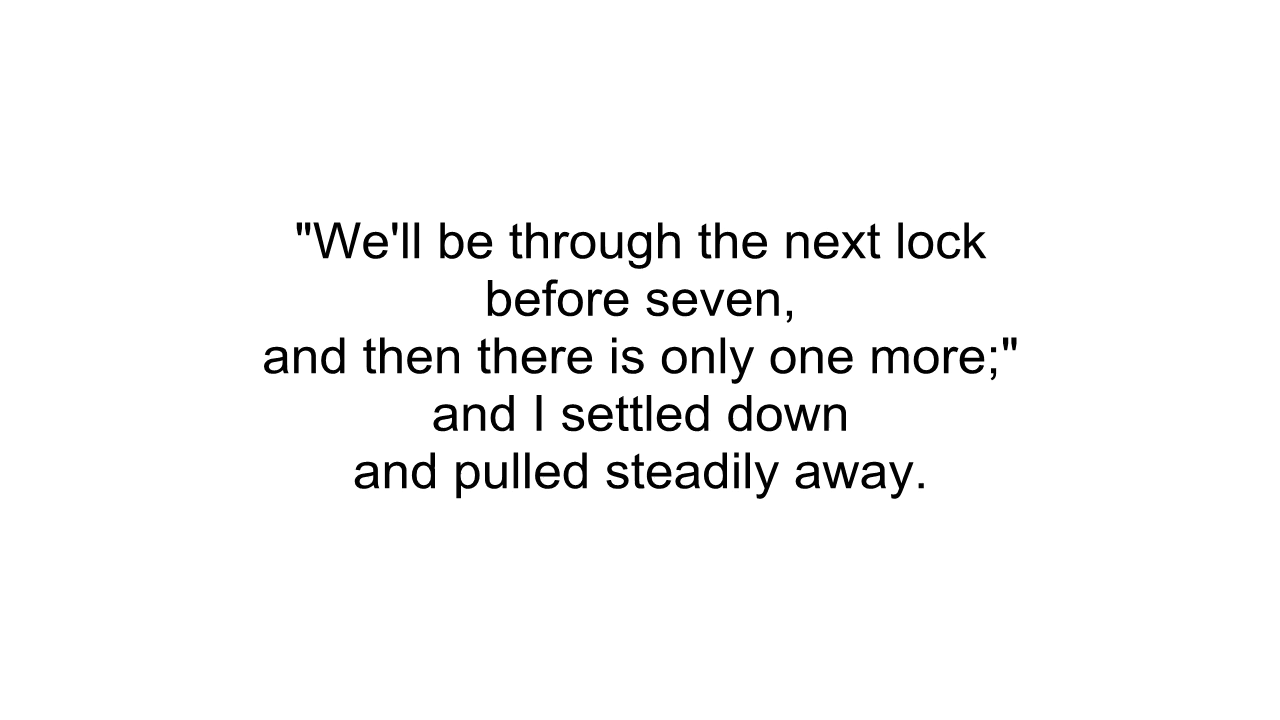 "We'll be through the next lock
before seven,
and then there is only one more;"
and I settled down
and pulled steadily away.